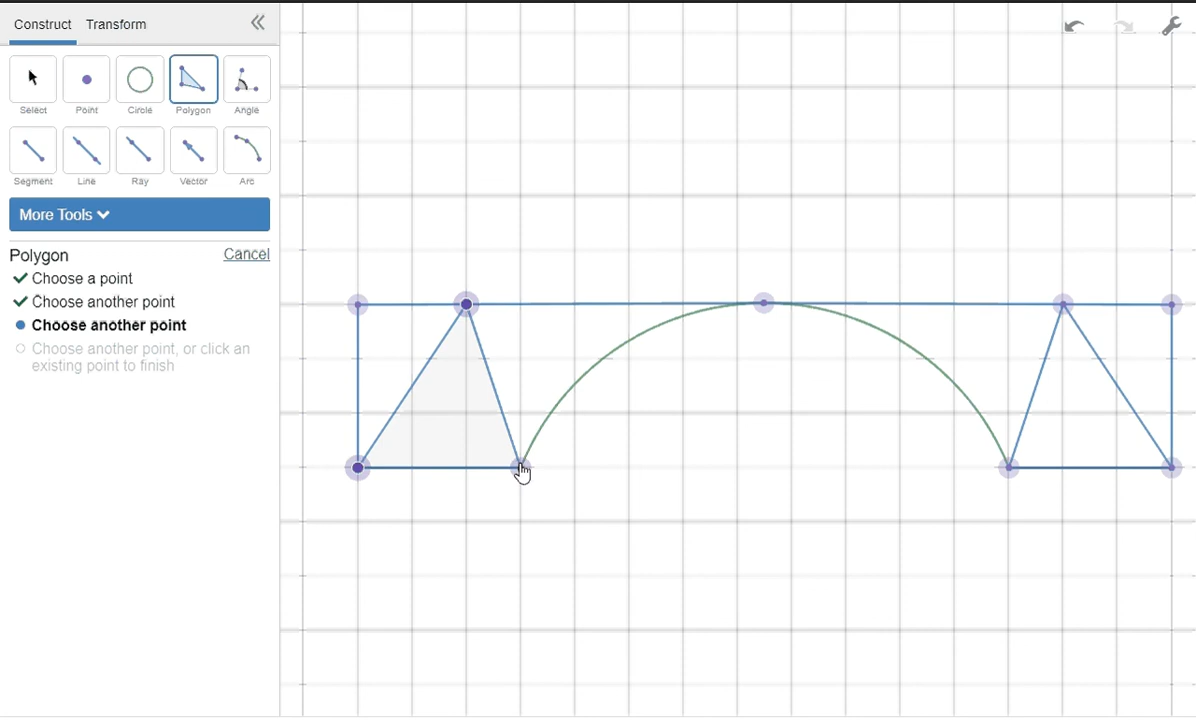 Construct Transform
Select Point Circle Polygon Angle
Segment Line Ray Vector Arc
More Tools
Polygon Cancel
Choose a point
Choose another point
Choose another point
Choose another point, or click an
existing point to finish